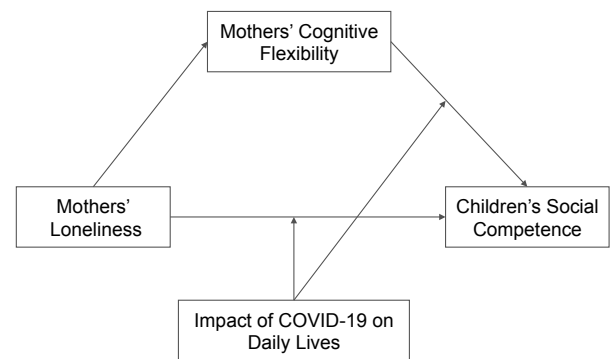 Mothers’ Cognitive
Flexibility
Mothers’
Loneliness
Children’s Social
Competence
Impact of COVID-19 on
Daily Lives